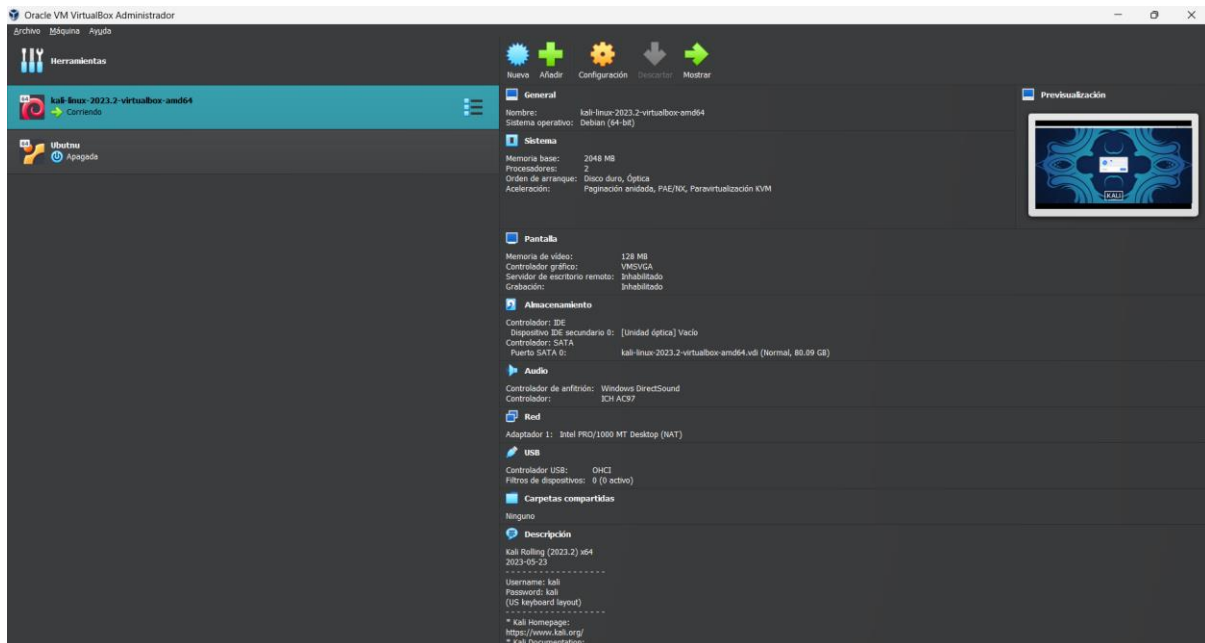 Oracle VM VirtualBox Administrador
Archivo Máquina Ayuda
Herramientas
64
kali-linux-2023.2-virtualbox-amd64
Corriendo
64
Ubutnu
Apagada
Nueva Añadir Configuración Descartar Mostrar
General
Nombre: kali-linux-2023.2-virtualbox-amd64
Sistema operativo: Debian (64-bit)
Sistema
Memoria base: 2048 MB
Procesadores: 2
Orden de arranque: Disco duro, Óptica
Aceleración: Paginación anidada, PAE/NX, Paravirtualización KVM
Previsualización
KALI
Pantalla
Memoria de vídeo: 128 MB
Controlador gráfico: VMSVGA
Servidor de escritorio remoto: Inhabilitado
Grabación: Inhabilitado
Almacenamiento
Controlador: IDE
Dispositivo IDE secundario 0: [Unidad óptica] Vacío
Controlador: SATA
Puerto SATA 0: kali-linux-2023.2-virtualbox-amd64.vdi (Normal, 80.09 GB)
Audio
Controlador de anfitrión: Windows DirectSound
Controlador: ICH AC97
Red
Adaptador 1: Intel PRO/1000 MT Desktop (NAT)
USB
Controlador USB: OHCI
Filtros de dispositivos: 0 (0 activo)
Carpetas compartidas
Ninguno
Descripción
Kali Rolling (2023.2) x64
2023-05-23
- - - - - - - - - - - - - - - - - - -
Username: kali
Password: kali
(US keyboard layout)
- - - - - - - - - - - - - - - - - - -
* Kali Homepage:
https://www.kali.org/
* Kali Documentation: